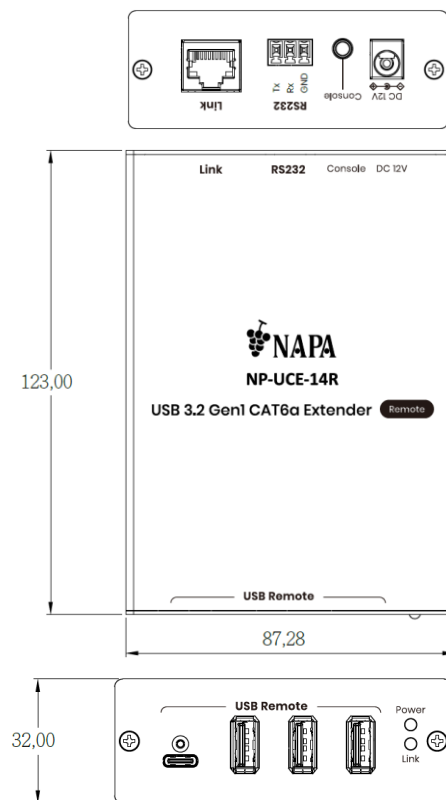 Link
Tx
Rx
GND
RS232
Console
DC 12V
Link RS232 Console DC 12V
NAPA
NP-UCE-14R
USB 3.2 Gen1 CAT6a Extender Remote
123,00
USB Remote
87,28
USB Remote
Power
32,00
Link